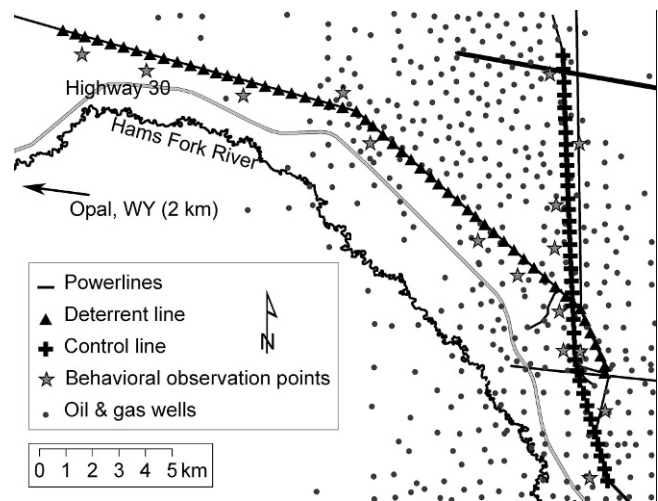 Highway 30
Hams Fork River
Opal, WY (2 km)
Powerlines
Deterrent line
Control line
Behavioral observation points
Oil & gas wells
N
0 1 2 3 4 5 km